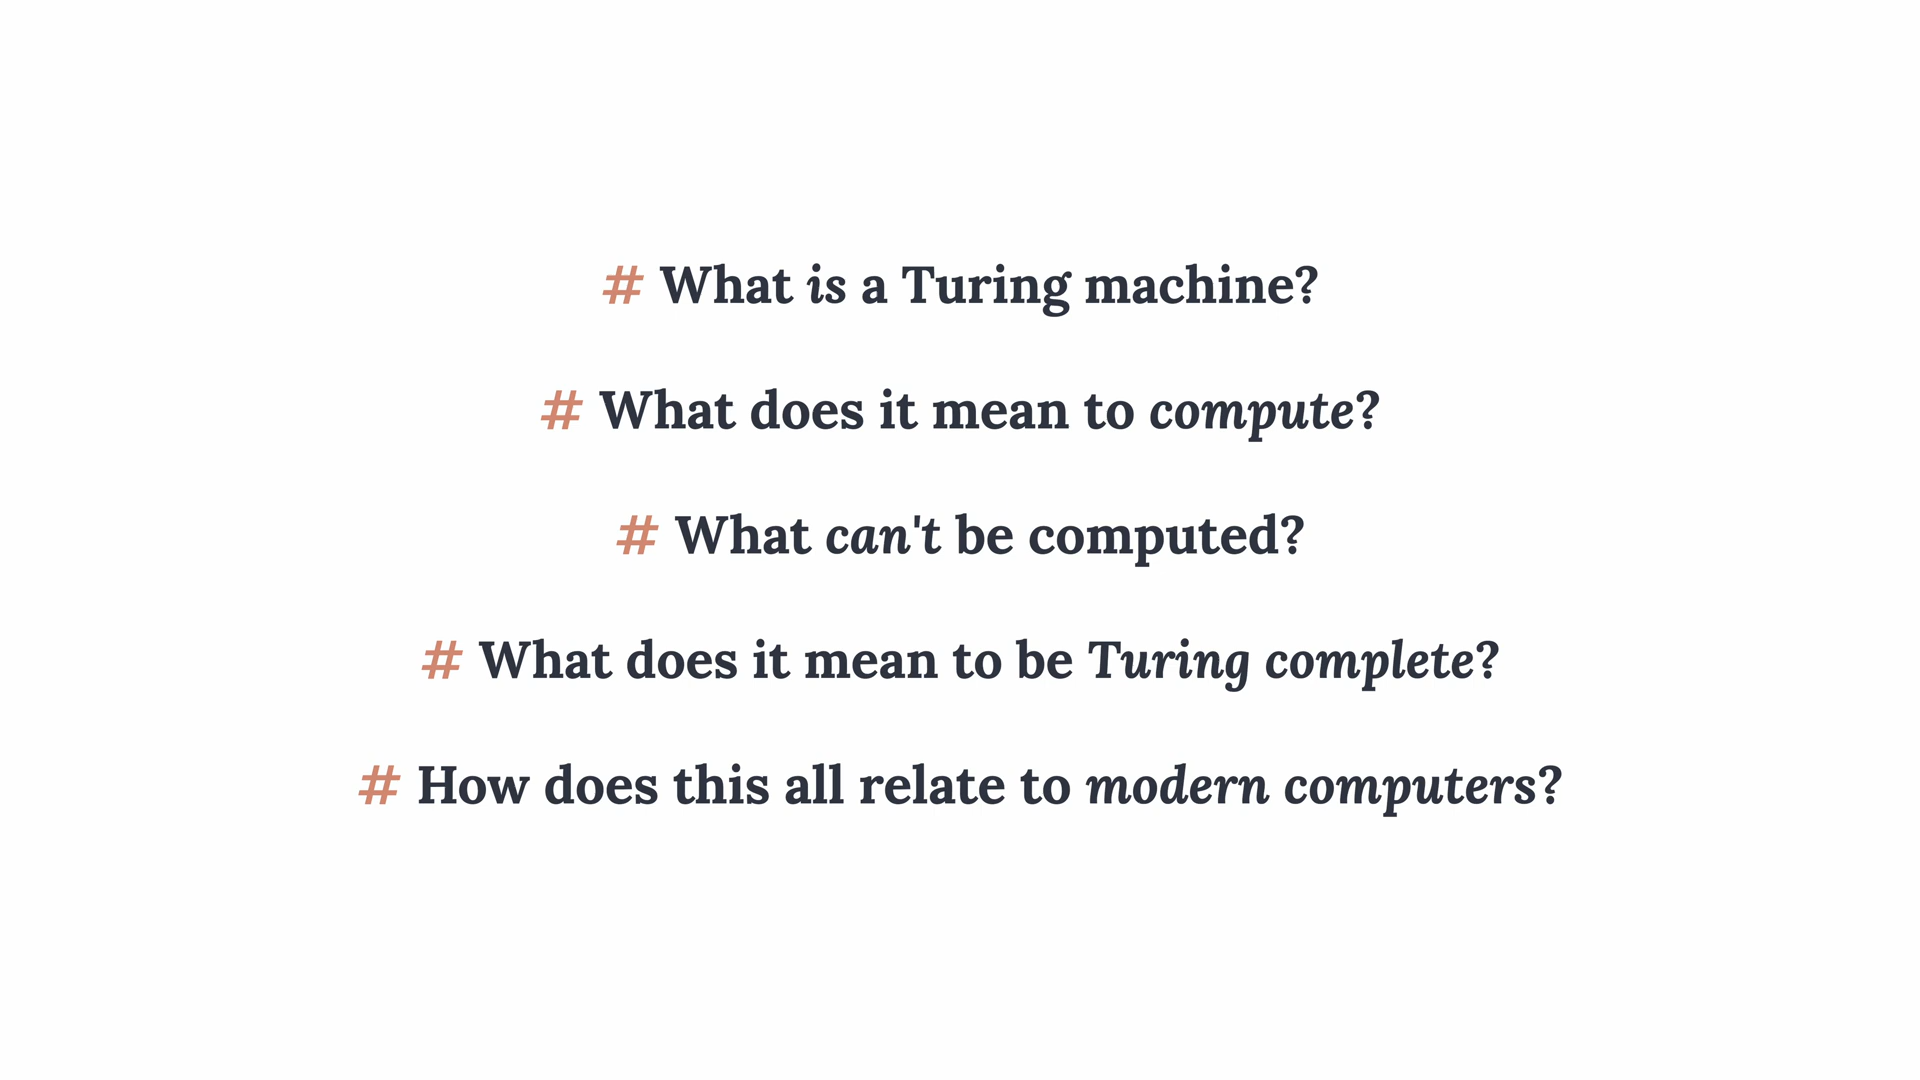 # What is a Turing machine?
# What does it mean to compute?
# What can't be computed?
# What does it mean to be Turing complete?
# How does this all relate to modern computers?